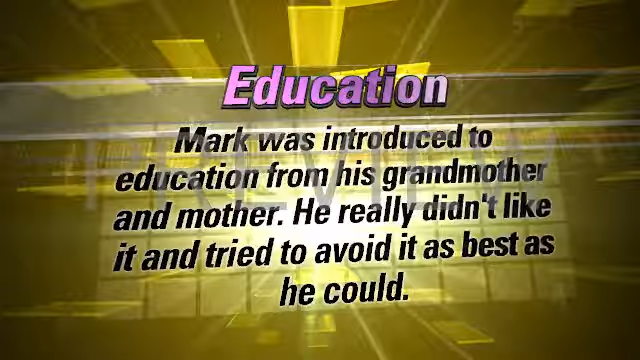 Education
Mark was introduced to
education from his grandmother
and mother. He really didn't like
it and tried to avoid it as best as
he could.
PREVIEW